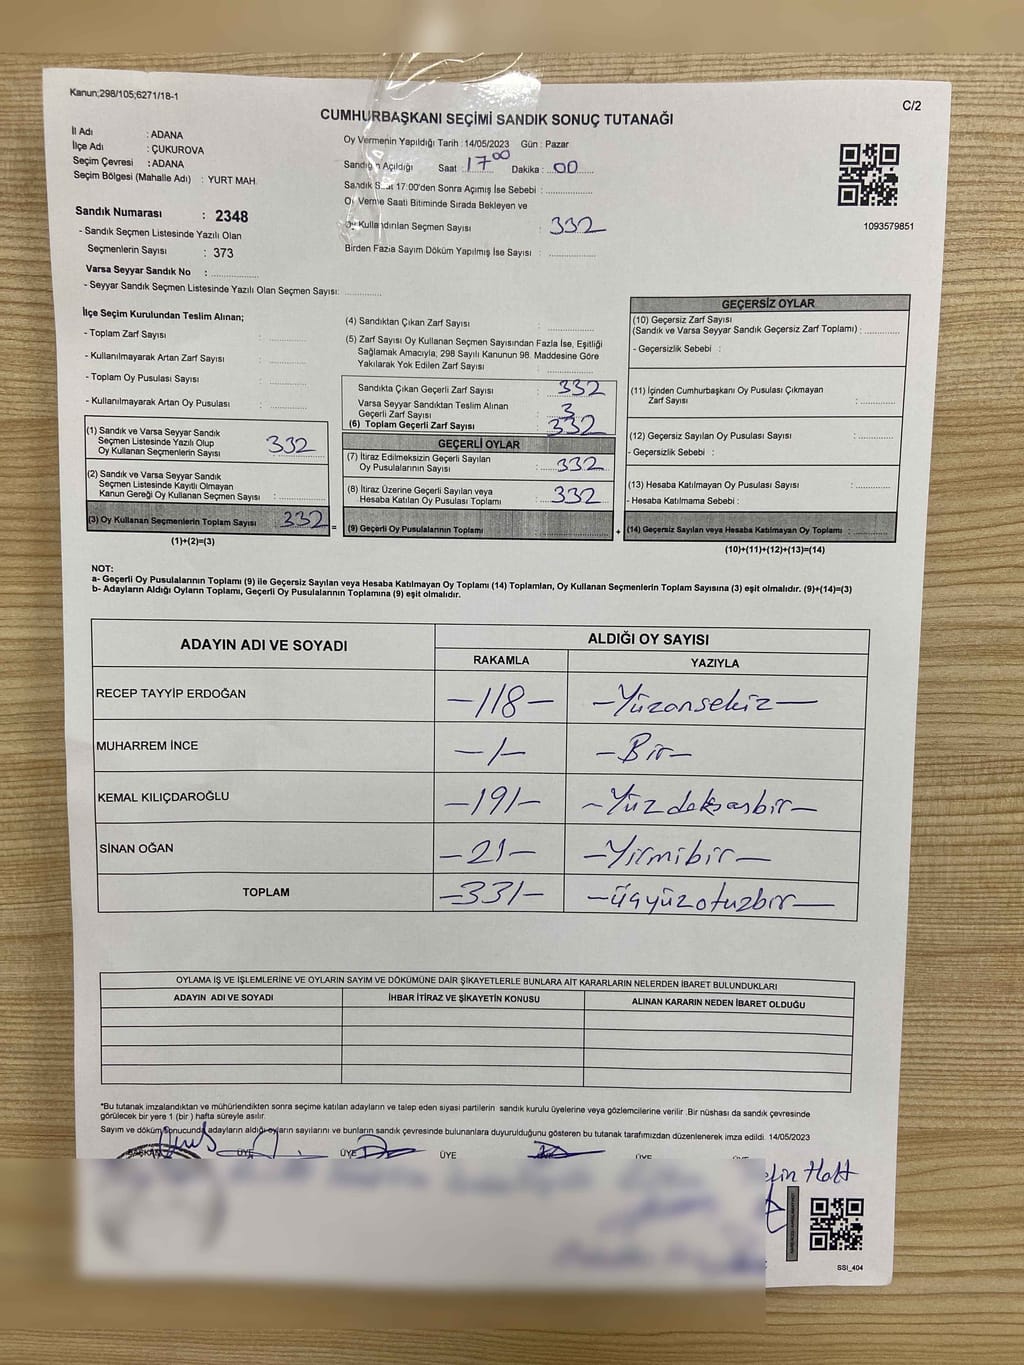 Kanun;298/105;6271/18-1
C/2
CUMHURBAŞKANI SEÇİMİ SANDIK SONUÇ TUTANAĞI
İl Adı : ADANA
İlçe Adı : ÇUKUROVA
Seçim Çevresi : ADANA
Seçim Bölgesi (Mahalle Adı) : YURT MAH
Sandık Numarası : 2348
- Sandık Seçmen Listesinde Yazılı Olan
Seçmenlerin Sayısı : 373
Varsa Seyyar Sandık No :
- Seyyar Sandık Seçmen Listesinde Yazılı Olan Seçmen Sayısı:
Oy Vermenin Yapıldığı Tarih :14/05/2023 Gün : Pazar
Sandığın Açıldığı Saat : 17 00 Dakika : 00
Sandık Saat 17:00'den Sonra Açımış İse Sebebi :
Oy Verme Saati Bitiminde Sırada Bekleyen ve
Oy Kullandırılan Seçmen Sayısı : 332
Birden Fazla Sayım Döküm Yapılmış İse Sayısı :
1093579851
İlçe Seçim Kurulundan Teslim Alınan;
- Toplam Zarf Sayısı :
- Kullanılmayarak Artan Zarf Sayısı :
- Toplam Oy Pusulası Sayısı :
- Kullanılmayarak Artan Oy Pusulası :
(1) Sandık ve Varsa Seyyar Sandık
Seçmen Listesinde Yazılı Olup
Oy Kullanan Seçmenlerin Sayısı : 332
(2) Sandık ve Varsa Seyyar Sandık
Seçmen Listesinde Kayıtlı Olmayan
Kanun Gereği Oy Kullanan Seçmen Sayısı :
(3) Oy Kullanan Seçmenlerin Toplam Sayısı : 332
(1)+(2)=(3)
=
(4) Sandıktan Çıkan Zarf Sayısı :
(5) Zarf Sayısı Oy Kullanan Seçmen Sayısından Fazla İse, Eşitliği
Sağlamak Amacıyla; 298 Sayılı Kanunun 98. Maddesine Göre
Yakılarak Yok Edilen Zarf Sayısı :
Sandıkta Çıkan Geçerli Zarf Sayısı : 332
Varsa Seyyar Sandıktan Teslim Alınan
Geçerli Zarf Sayısı : 3
(6) Toplam Geçerli Zarf Sayısı : 332
GEÇERLİ OYLAR
(7) İtiraz Edilmeksizin Geçerli Sayılan
Oy Pusulalarının Sayısı : 332
(8) İtiraz Üzerine Geçerli Sayılan veya
Hesaba Katılan Oy Pusulası Toplamı : 332
(9) Geçerli Oy Pusulalarının Toplamı :
+
GEÇERSİZ OYLAR
(10) Geçersiz Zarf Sayısı
(Sandık ve Varsa Seyyar Sandık Geçersiz Zarf Toplamı) :
- Geçersizlik Sebebi :
(11) İçinden Cumhurbaşkanı Oy Pusulası Çıkmayan
Zarf Sayısı :
(12) Geçersiz Sayılan Oy Pusulası Sayısı :
- Geçersizlik Sebebi :
(13) Hesaba Katılmayan Oy Pusulası Sayısı :
- Hesaba Katılmama Sebebi :
(14) Geçersiz Sayılan veya Hesaba Katılmayan Oy Toplamı :
(10)+(11)+(12)+(13)=(14)
NOT:
a- Geçerli Oy Pusulalarının Toplamı (9) ile Geçersiz Sayılan veya Hesaba Katılmayan Oy Toplamı (14) Toplamları, Oy Kullanan Seçmenlerin Toplam Sayısına (3) eşit olmalıdır. (9)+(14)=(3)
b- Adayların Aldığı Oyların Toplamı, Geçerli Oy Pusulalarının Toplamına (9) eşit olmalıdır.
ADAYIN ADI VE SOYADI ALDIĞI OY SAYISI
RAKAMLA YAZIYLA
RECEP TAYYİP ERDOĞAN -118- -Yüzonsekiz-
MUHARREM İNCE -1- -Bir-
KEMAL KILIÇDAROĞLU -191- -Yüzdoksanbir-
SİNAN OĞAN -21- -Yirmibir-
TOPLAM -331- -üçyüzotuzbir-
OYLAMA İŞ VE İŞLEMLERİNE VE OYLARIN SAYIM VE DÖKÜMÜNE DAİR ŞİKAYETLERLE BUNLARA AİT KARARLARIN NELERDEN İBARET BULUNDUKLARI
ADAYIN ADI VE SOYADI İHBAR İTİRAZ VE ŞİKAYETİN KONUSU ALINAN KARARIN NEDEN İBARET OLDUĞU
*Bu tutanak imzalandıktan ve mühürlendikten sonra seçime katılan adayların ve talep eden siyasi partilerin sandık kurulu üyelerine veya gözlemcilerine verilir .Bir nüshası da sandık çevresinde
görülecek bir yere 1 (bir ) hafta süreyle asılır.
Sayım ve döküm sonucunda adayların aldığı oyların sayılarını ve bunların sandık çevresinde bulunanlara duyurulduğunu gösteren bu tutanak tarafımızdan düzenlenerek imza edildi. 14/05/2023
BAŞKAN ÜYE ÜYE ÜYE ÜYE
SSI_404